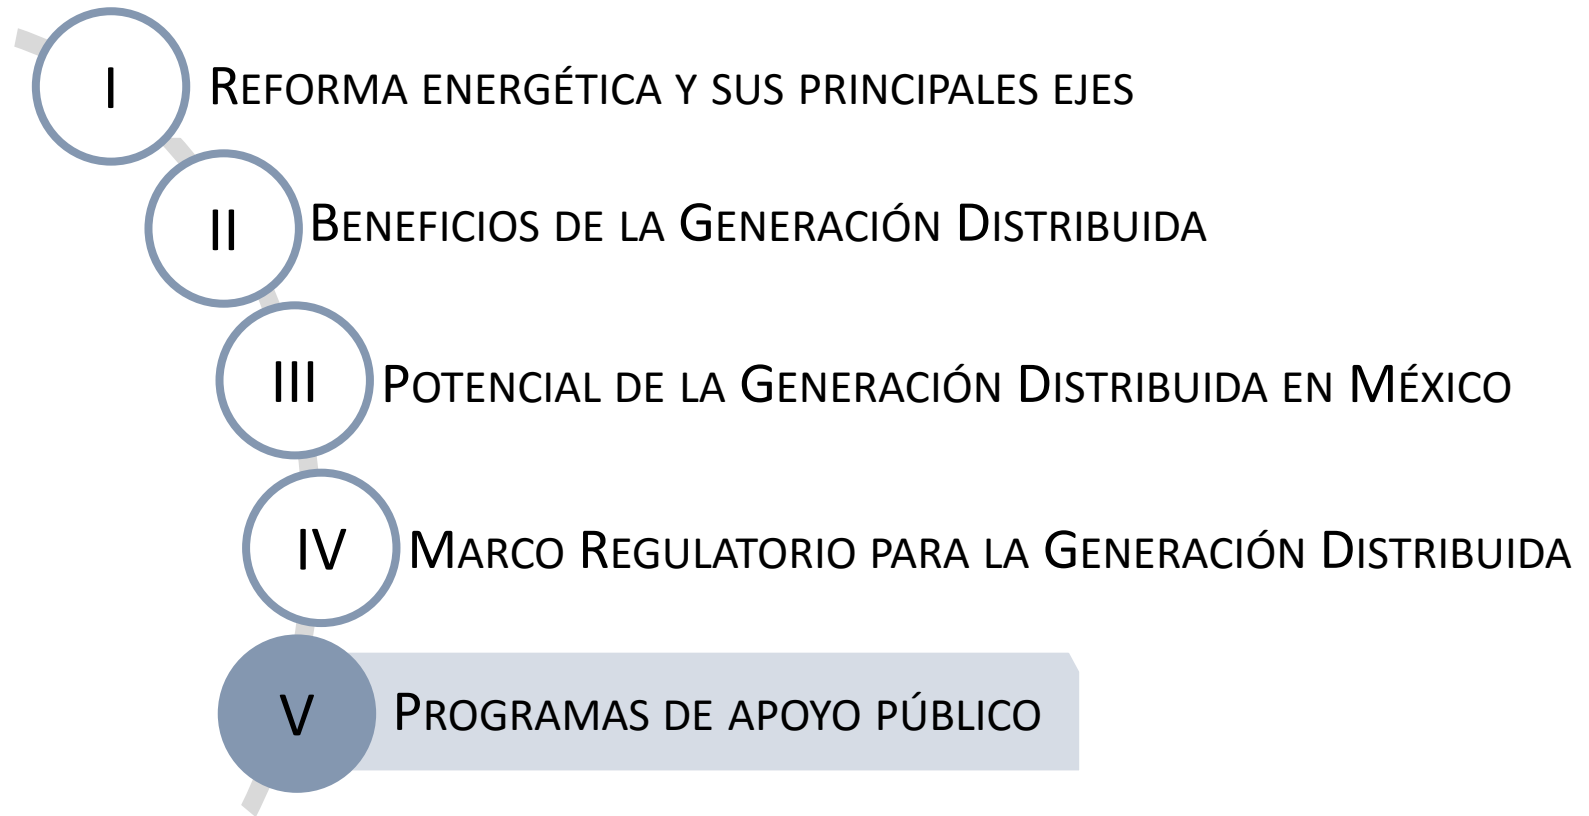 I
REFORMA ENERGÉTICA Y SUS PRINCIPALES EJES
II
BENEFICIOS DE LA GENERACIÓN DISTRIBUIDA
III
POTENCIAL DE LA GENERACIÓN DISTRIBUIDA EN MÉXICO
IV
MARCO REGULATORIO PARA LA GENERACIÓN DISTRIBUIDA
V
PROGRAMAS DE APOYO PÚBLICO